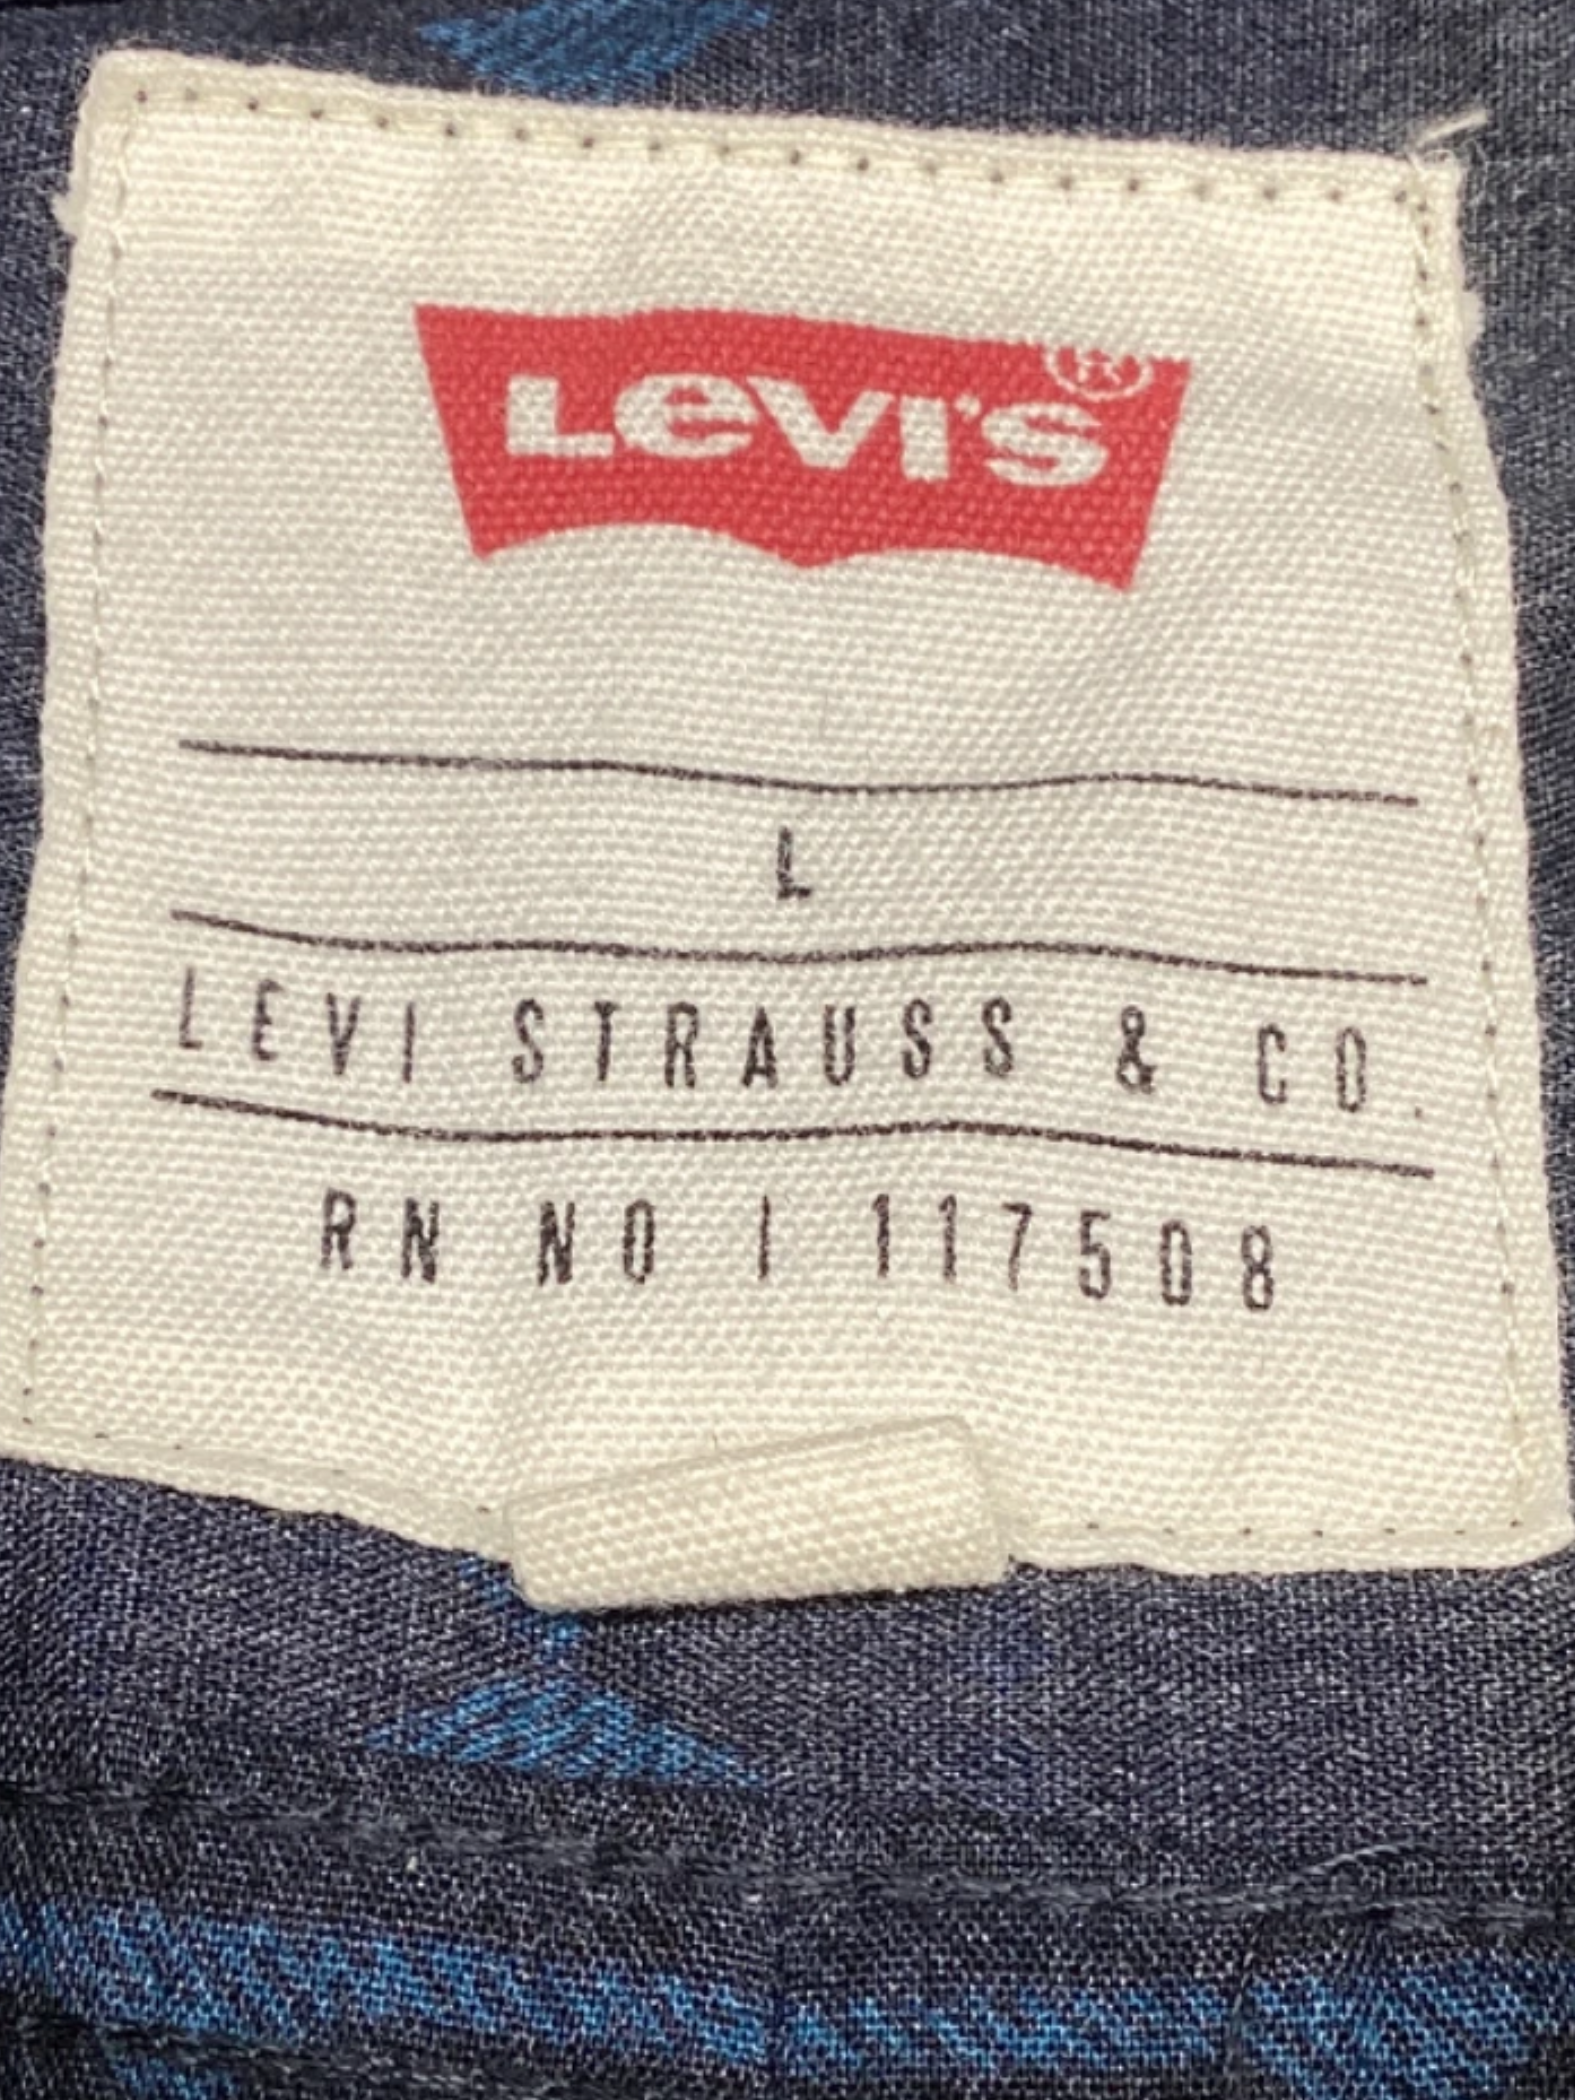 LEVI'S®
L
LEVI STRAUSS & CO.
RN NO | 117508